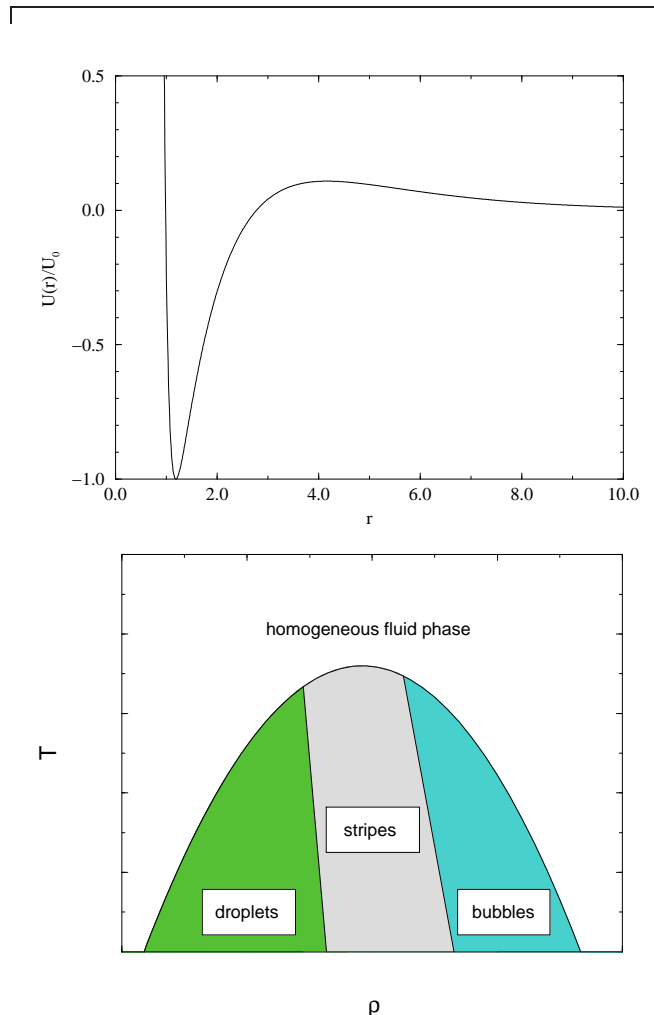 0.5
0.0
−0.5
−1.0
U(r)/U₀
0.0 2.0 4.0 6.0 8.0 10.0
r
homogeneous fluid phase
T
stripes
droplets
bubbles
ρ